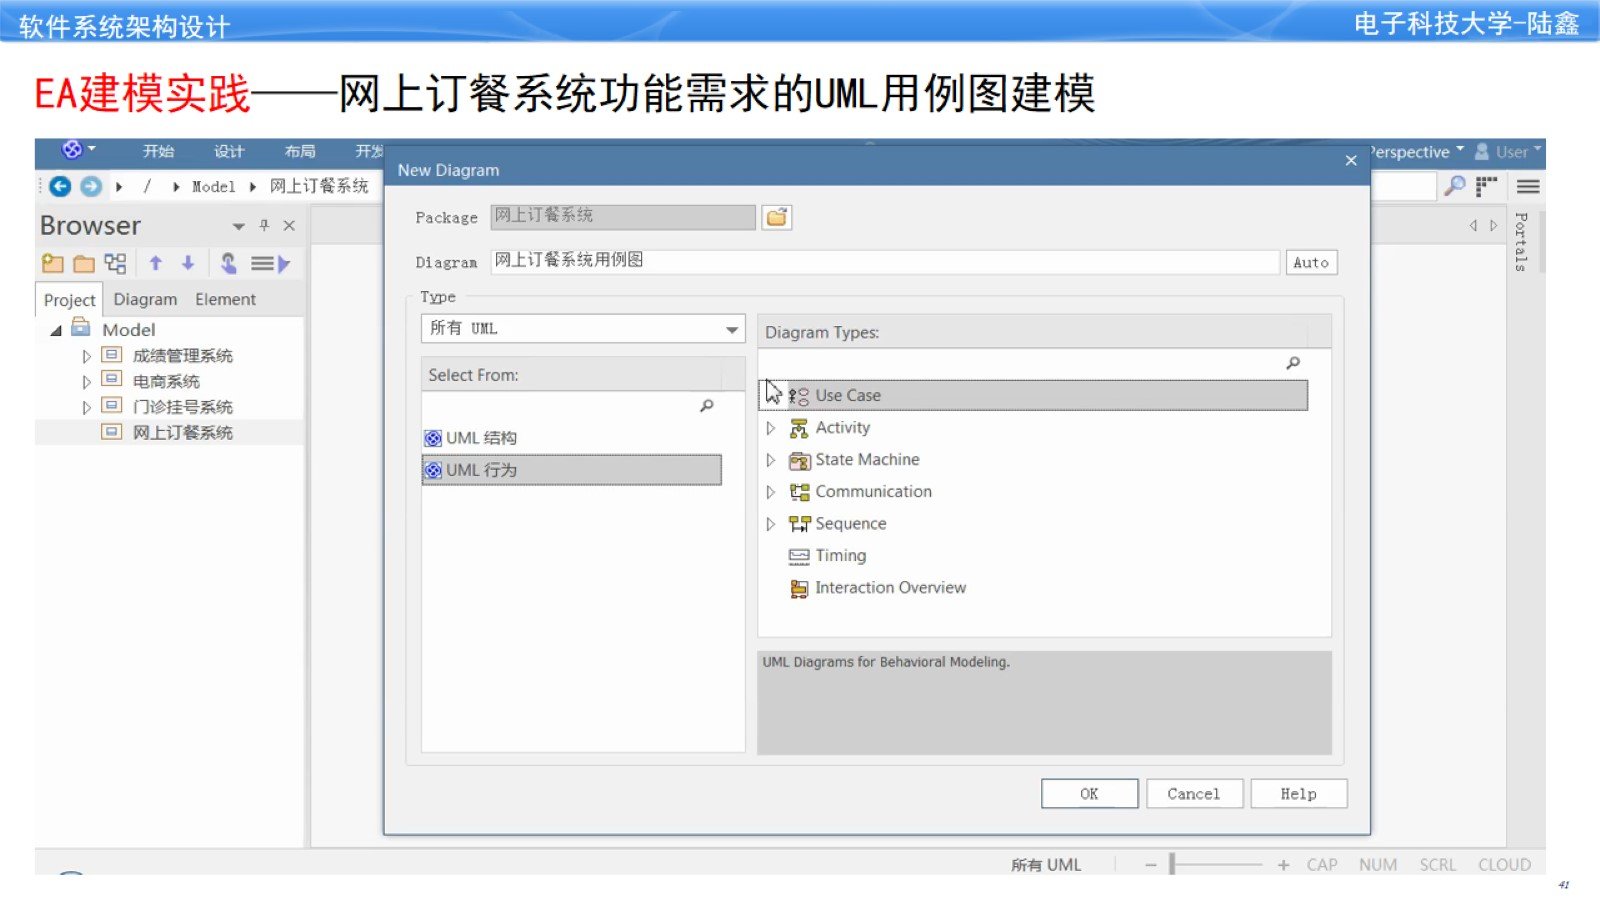 软件系统架构设计
电子科技大学-陆鑫
EA建模实践——网上订餐系统功能需求的UML用例图建模
开始 设计 布局 开发
Perspective User
/ Model 网上订餐系统
New Diagram
Browser
Package 网上订餐系统
Diagram 网上订餐系统用例图 Auto
Portals
Project Diagram Element
Type
Model
所有 UML
Diagram Types:
成绩管理系统
Select From:
电商系统
Use Case
门诊挂号系统
Activity
网上订餐系统
UML 结构
State Machine
UML 行为
Communication
Sequence
Timing
Interaction Overview
UML Diagrams for Behavioral Modeling.
OK Cancel Help
所有 UML − + CAP NUM SCRL CLOUD
41